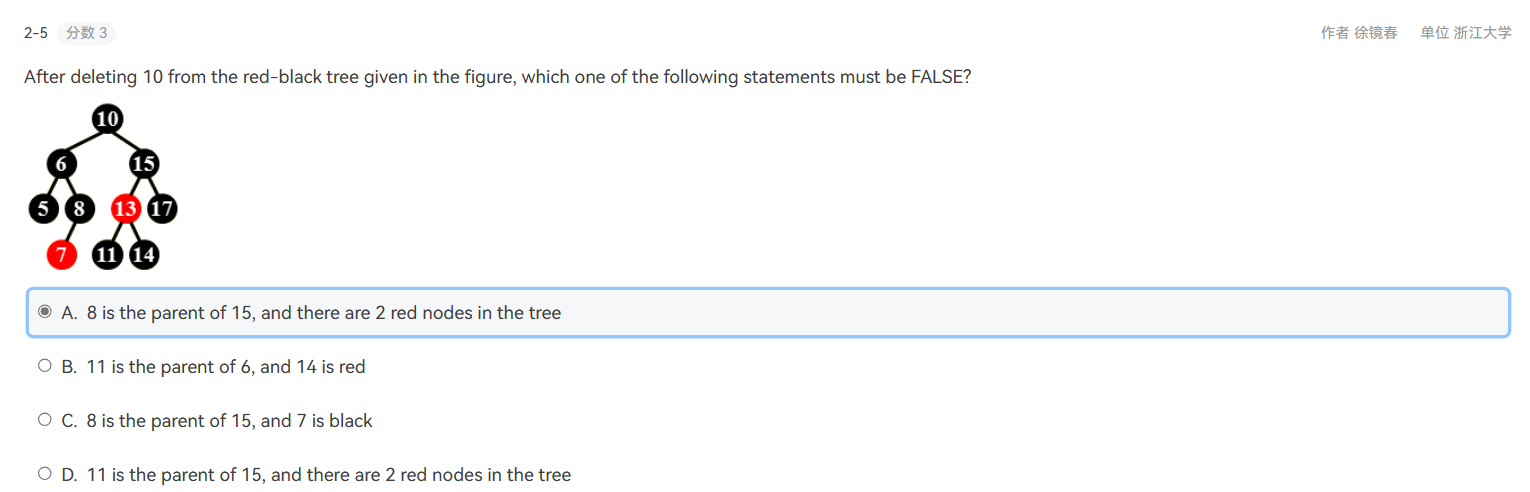 2-5 分数 3 作者 徐镜春 单位 浙江大学
After deleting 10 from the red-black tree given in the figure, which one of the following statements must be FALSE?
10
6 15
5 8 13 17
7 11 14
A. 8 is the parent of 15, and there are 2 red nodes in the tree
B. 11 is the parent of 6, and 14 is red
C. 8 is the parent of 15, and 7 is black
D. 11 is the parent of 15, and there are 2 red nodes in the tree